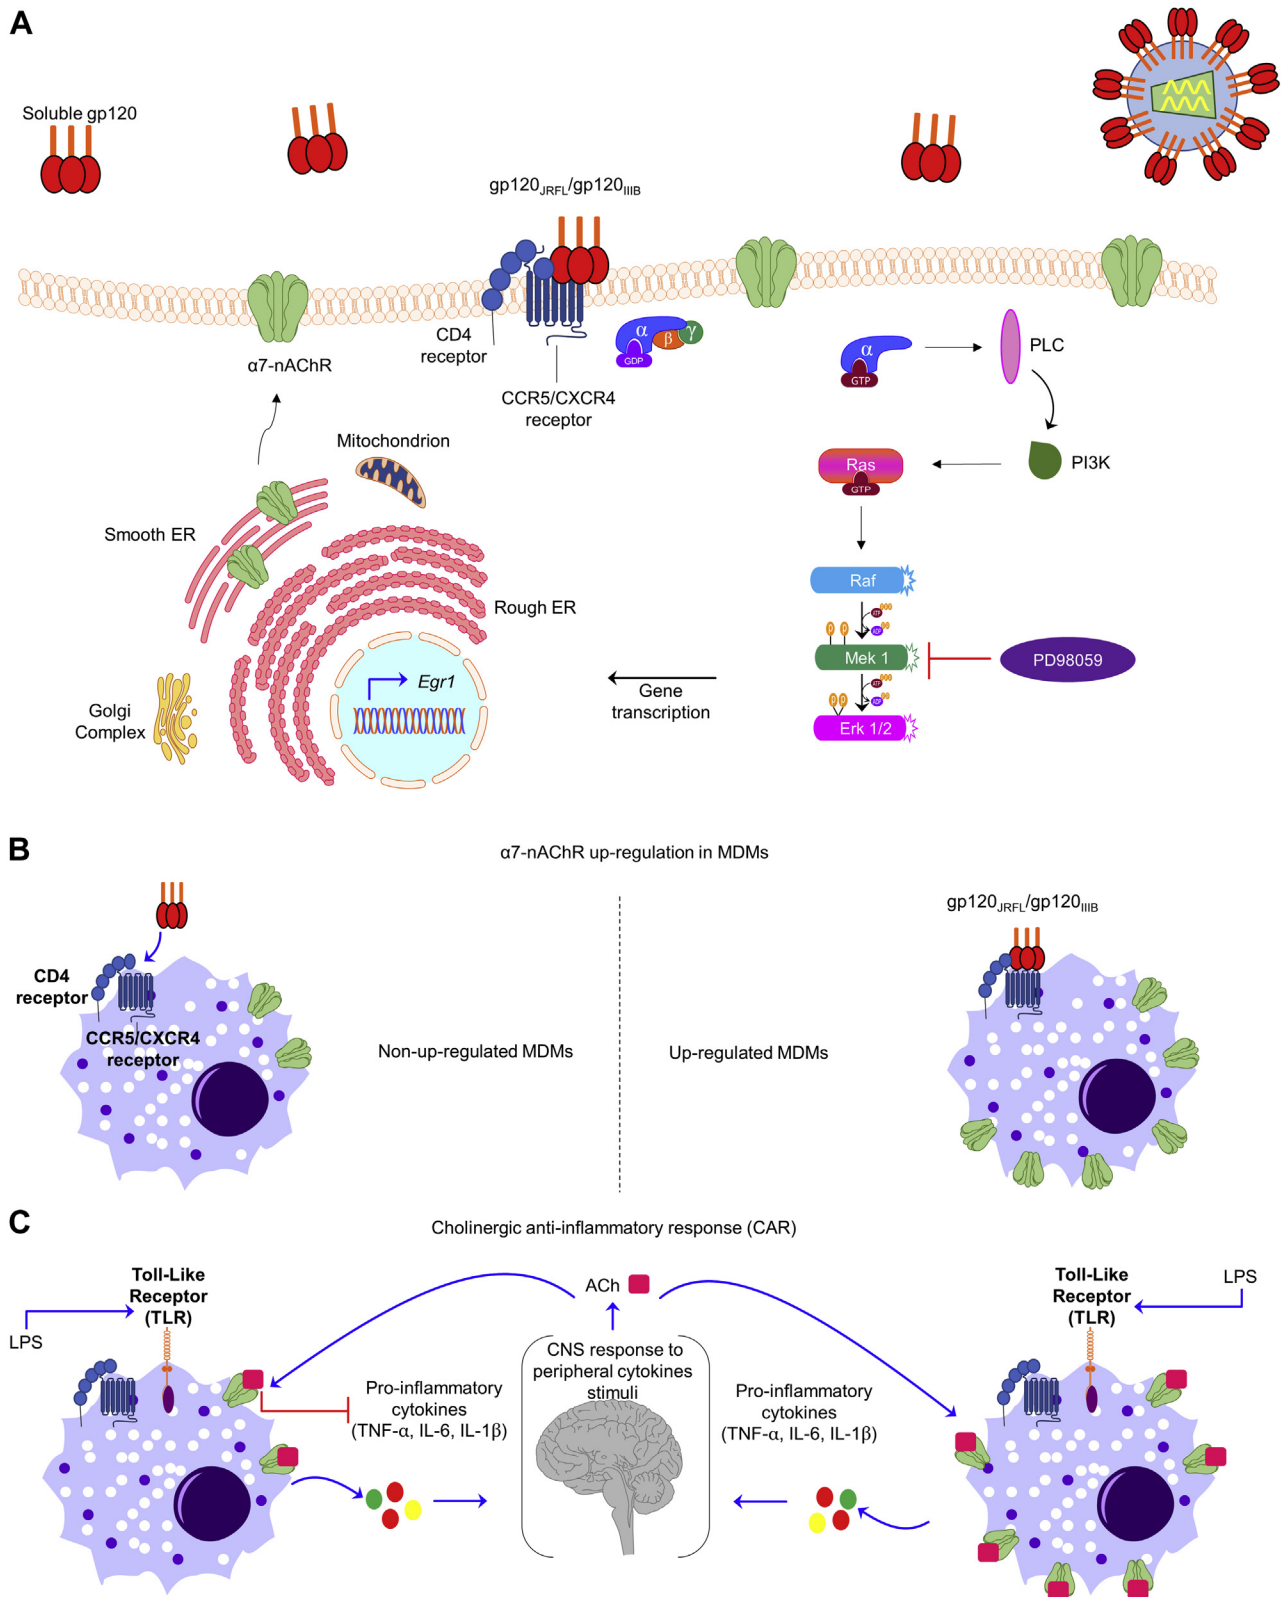 A
Soluble gp120
gp120JRFL/gp120IIIB
α7-nAChR
CD4
receptor
CCR5/CXCR4
receptor
α
β
γ
GDP
α
GTP
PLC
PI3K
Ras
GTP
Mitochondrion
Smooth ER
Rough ER
Golgi
Complex
Egr1
Gene
transcription
Raf
ATP
ADP
P P
Mek 1
PD98059
ATP
ADP
P P
Erk 1/2
B
α7-nAChR up-regulation in MDMs
gp120JRFL/gp120IIIB
CD4
receptor
CCR5/CXCR4
receptor
Non-up-regulated MDMs
Up-regulated MDMs
C
Cholinergic anti-inflammatory response (CAR)
Toll-Like
Receptor
(TLR)
LPS
ACh
Toll-Like
Receptor
(TLR)
LPS
CNS response to
peripheral cytokines
stimuli
Pro-inflammatory
cytokines
(TNF-α, IL-6, IL-1β)
Pro-inflammatory
cytokines
(TNF-α, IL-6, IL-1β)